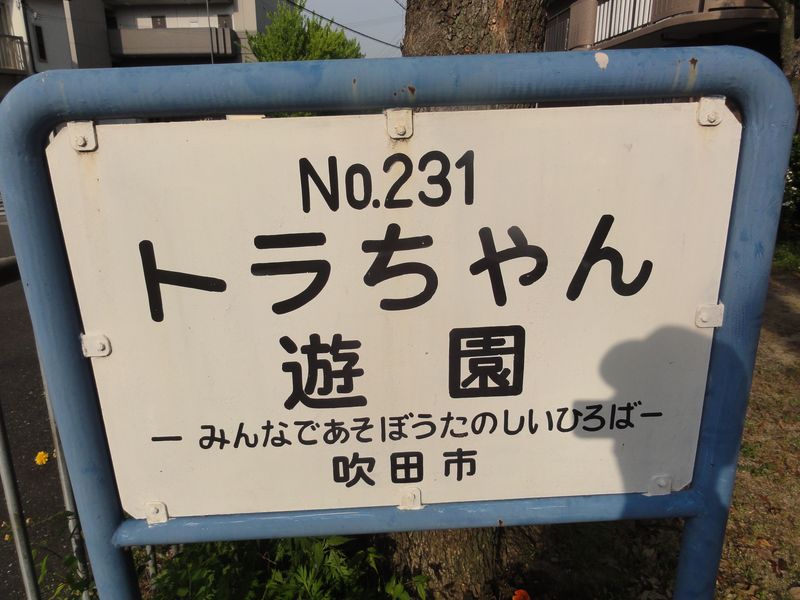 No.231
トラちゃん
遊園
ーみんなであそぼうたのしいひろばー
吹田市